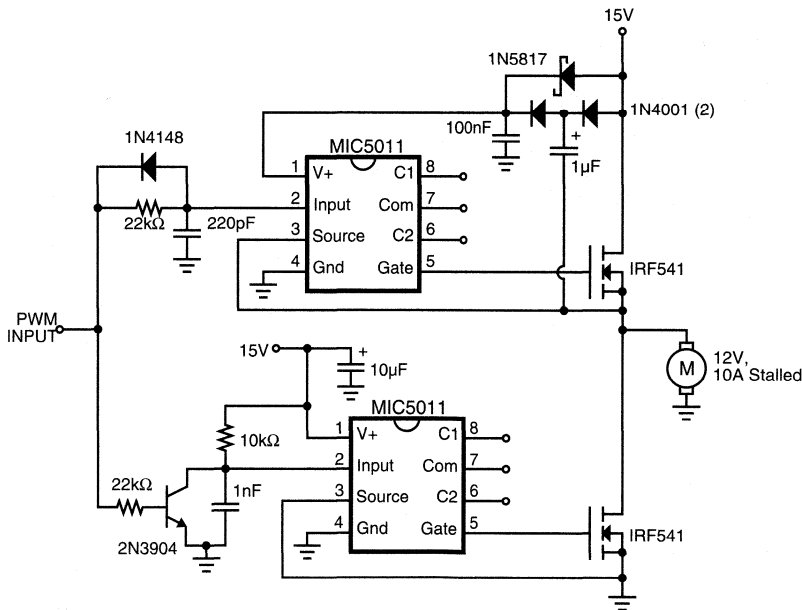 15V
1N5817
1N4001 (2)
100nF
+
1µF
1N4148
22kΩ
220pF
MIC5011
1 V+ C1 8
2 Input Com 7
3 Source C2 6
4 Gnd Gate 5
IRF541
PWM
INPUT
15V
+
10µF
M
12V,
10A Stalled
10kΩ
MIC5011
1 V+ C1 8
2 Input Com 7
3 Source C2 6
4 Gnd Gate 5
22kΩ
1nF
2N3904
IRF541